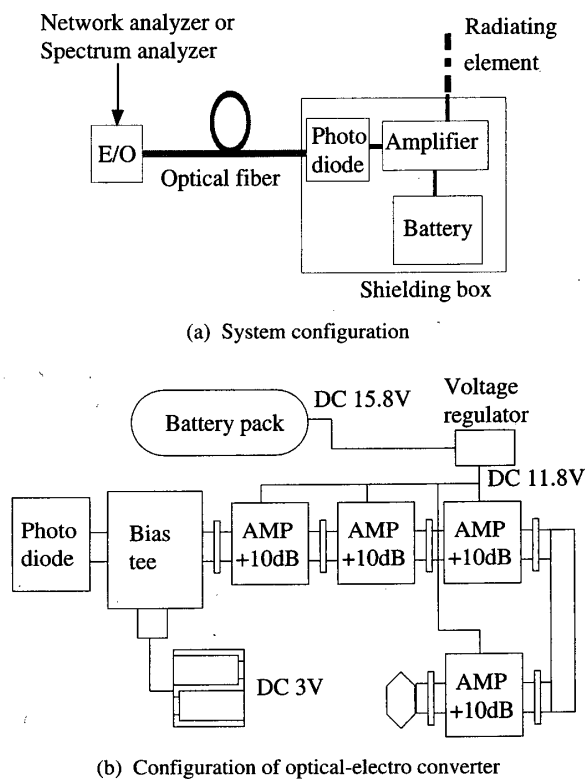 Network analyzer or
Spectrum analyzer
Radiating
element
E/O
Optical fiber
Photo
diode
Amplifier
Battery
Shielding box
(a) System configuration
Battery pack
DC 15.8V
Voltage
regulator
DC 11.8V
Photo
diode
Bias
tee
AMP
+10dB
AMP
+10dB
AMP
+10dB
DC 3V
AMP
+10dB
(b) Configuration of optical-electro converter